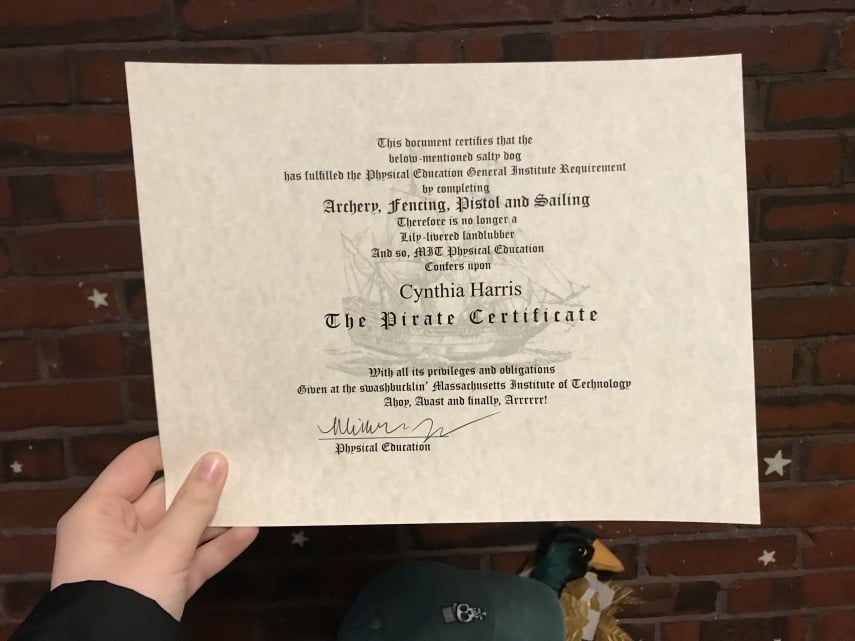 This document certifies that the
below-mentioned salty dog
has fulfilled the Physical Education General Institute Requirement
by completing
Archery, Fencing, Pistol and Sailing
Therefore is no longer a
Lily-livered landlubber
And so, MIT Physical Education
Confers upon
Cynthia Harris
The Pirate Certificate
With all its privileges and obligations
Given at the swashbucklin' Massachusetts Institute of Technology
Ahoy, Avast and finally, Arrrrrr!
Physical Education